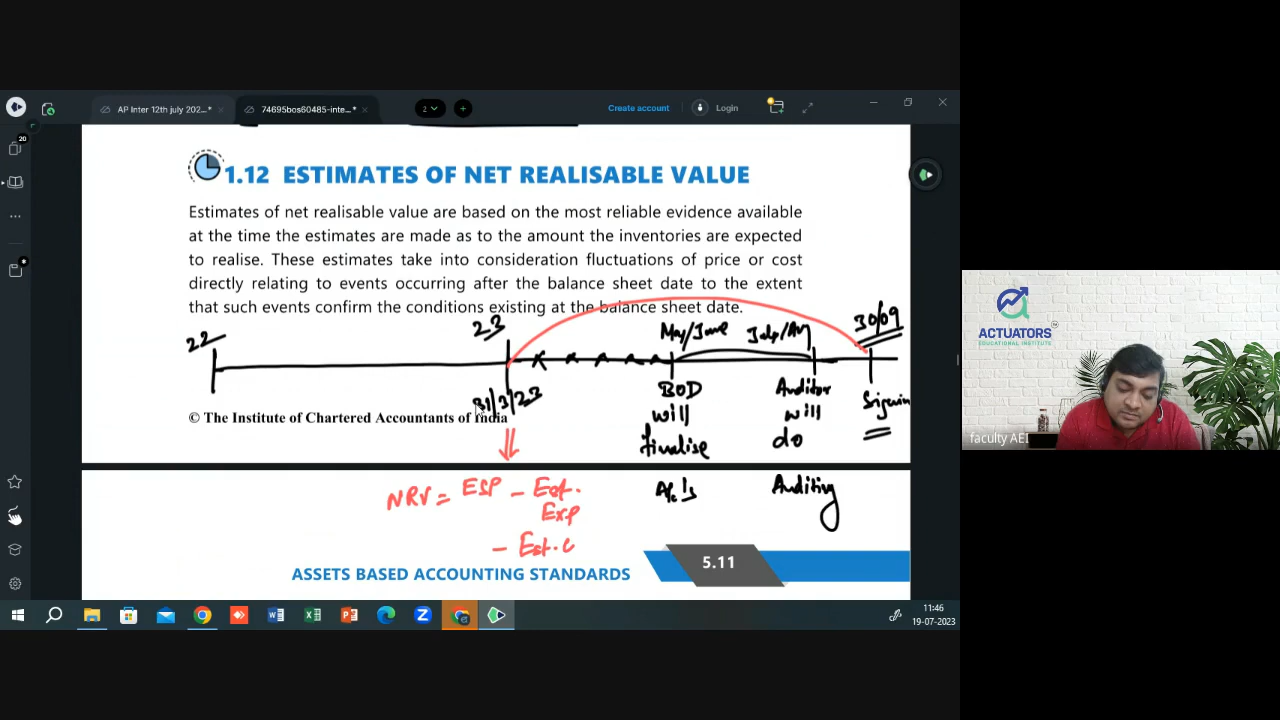 AP Inter 12th july 202...*
74695bos60485-inte...*
2
Create account
Login
20
1.12 ESTIMATES OF NET REALISABLE VALUE
Estimates of net realisable value are based on the most reliable evidence available
at the time the estimates are made as to the amount the inventories are expected
to realise. These estimates take into consideration fluctuations of price or cost
directly relating to events occurring after the balance sheet date to the extent
that such events confirm the conditions existing at the balance sheet date.
22
23
May/June
July/Aug
30/09
31/3/23
BOD
will
finalise
A/c's
Auditor
will
do
Auditing
Signin
© The Institute of Chartered Accountants of India
NRV = ESP - Est.
Exp
- Est. C
ASSETS BASED ACCOUNTING STANDARDS
5.11
ACTUATORS
EDUCATIONAL INSTITUTE
faculty AEI
11:46
19-07-2023